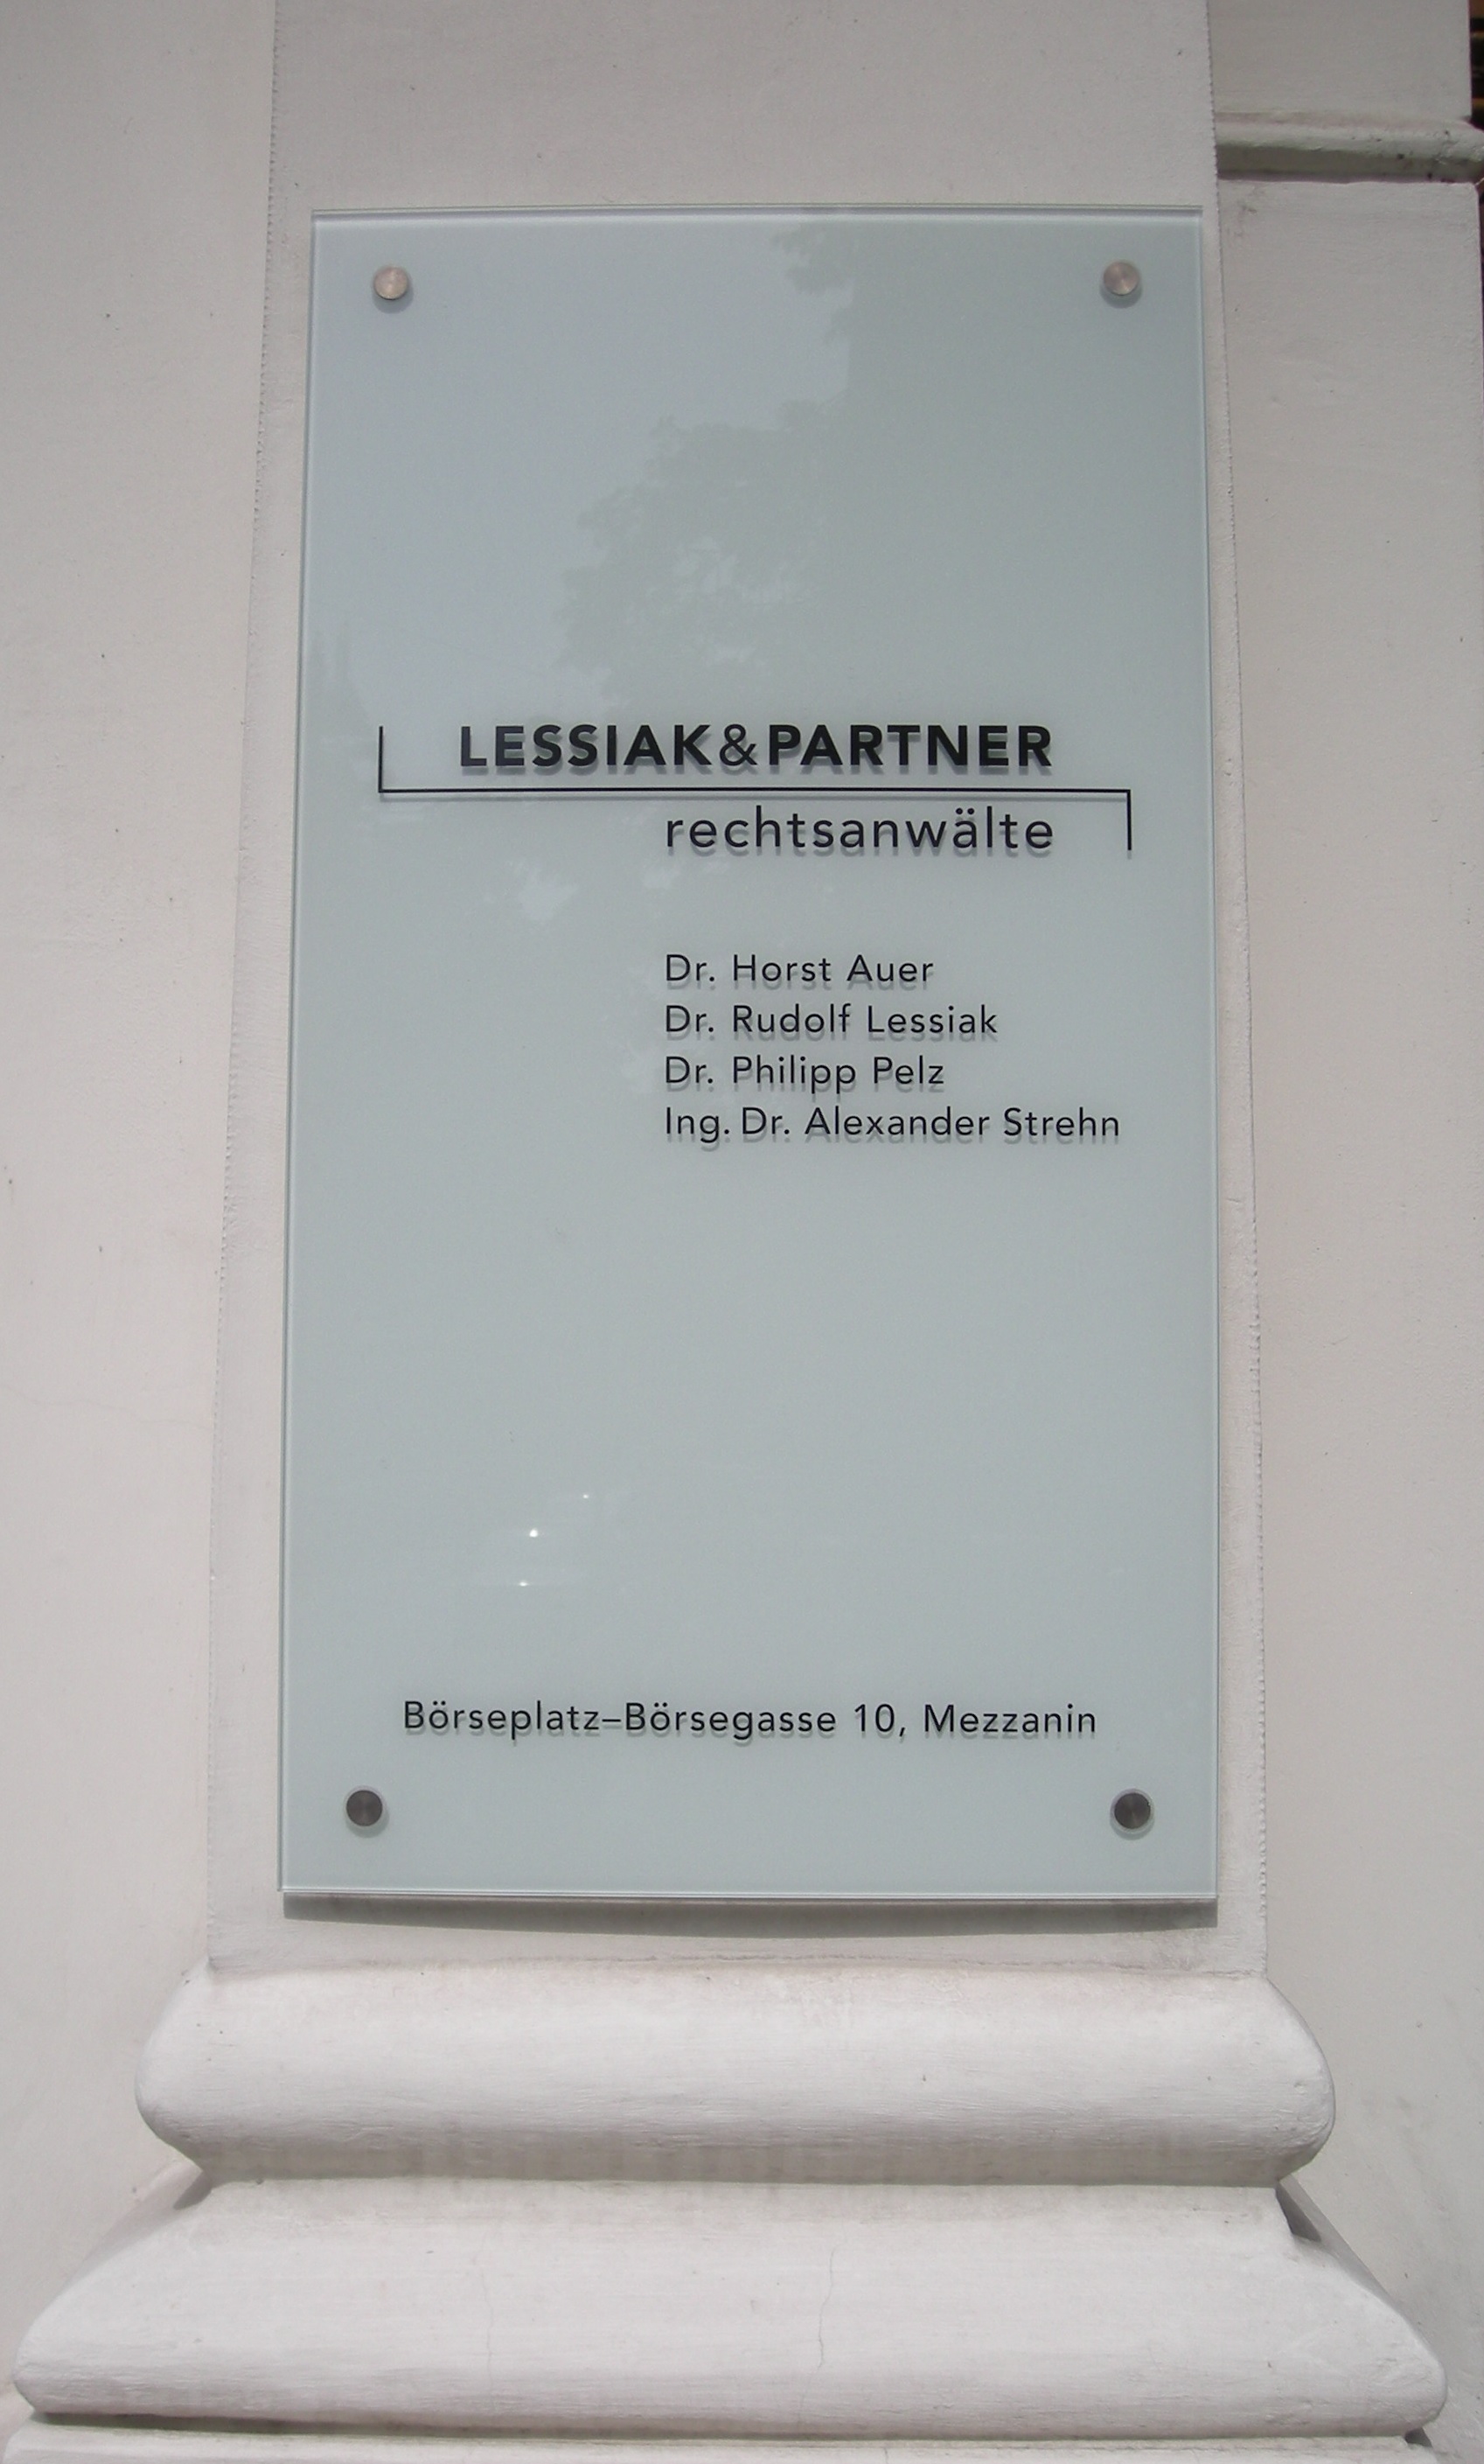 LESSIAK&PARTNER
rechtsanwälte
Dr. Horst Auer
Dr. Rudolf Lessiak
Dr. Philipp Pelz
Ing. Dr. Alexander Strehn
Börseplatz–Börsegasse 10, Mezzanin